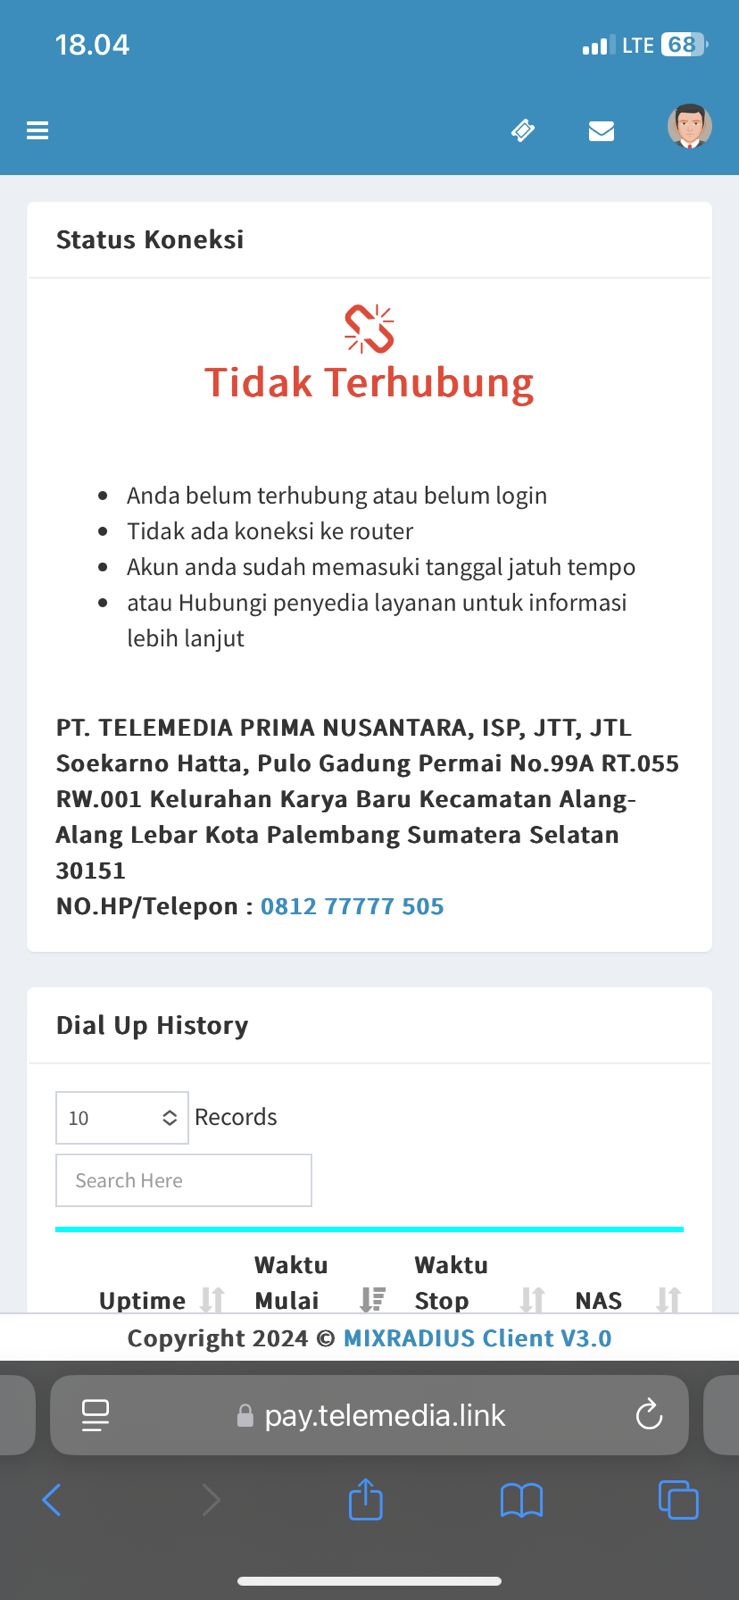 18.04
LTE 68
Status Koneksi
Tidak Terhubung
Anda belum terhubung atau belum login
Tidak ada koneksi ke router
Akun anda sudah memasuki tanggal jatuh tempo
atau Hubungi penyedia layanan untuk informasi
lebih lanjut
PT. TELEMEDIA PRIMA NUSANTARA, ISP, JTT, JTL
Soekarno Hatta, Pulo Gadung Permai No.99A RT.055
RW.001 Kelurahan Karya Baru Kecamatan Alang-
Alang Lebar Kota Palembang Sumatera Selatan
30151
NO.HP/Telepon : 0812 77777 505
Dial Up History
10 Records
Search Here
Waktu Waktu
Uptime Mulai Stop NAS
Copyright 2024 © MIXRADIUS Client V3.0
pay.telemedia.link